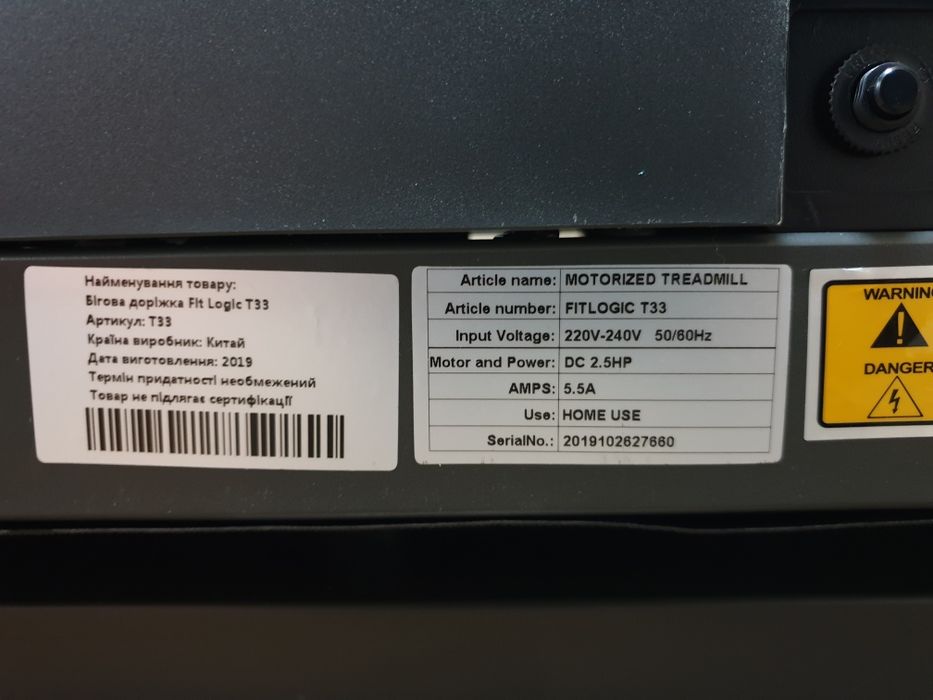 Найменування товару:
Бігова доріжка Fit Logic T33
Артикул: T33
Країна виробник: Китай
Дата виготовлення: 2019
Термін придатності необмежений
Товар не підлягає сертифікації
Article name: MOTORIZED TREADMILL
Article number: FITLOGIC T33
Input Voltage: 220V-240V 50/60Hz
Motor and Power: DC 2.5HP
AMPS: 5.5A
Use: HOME USE
SerialNo.: 2019102627660
WARNING
DANGER